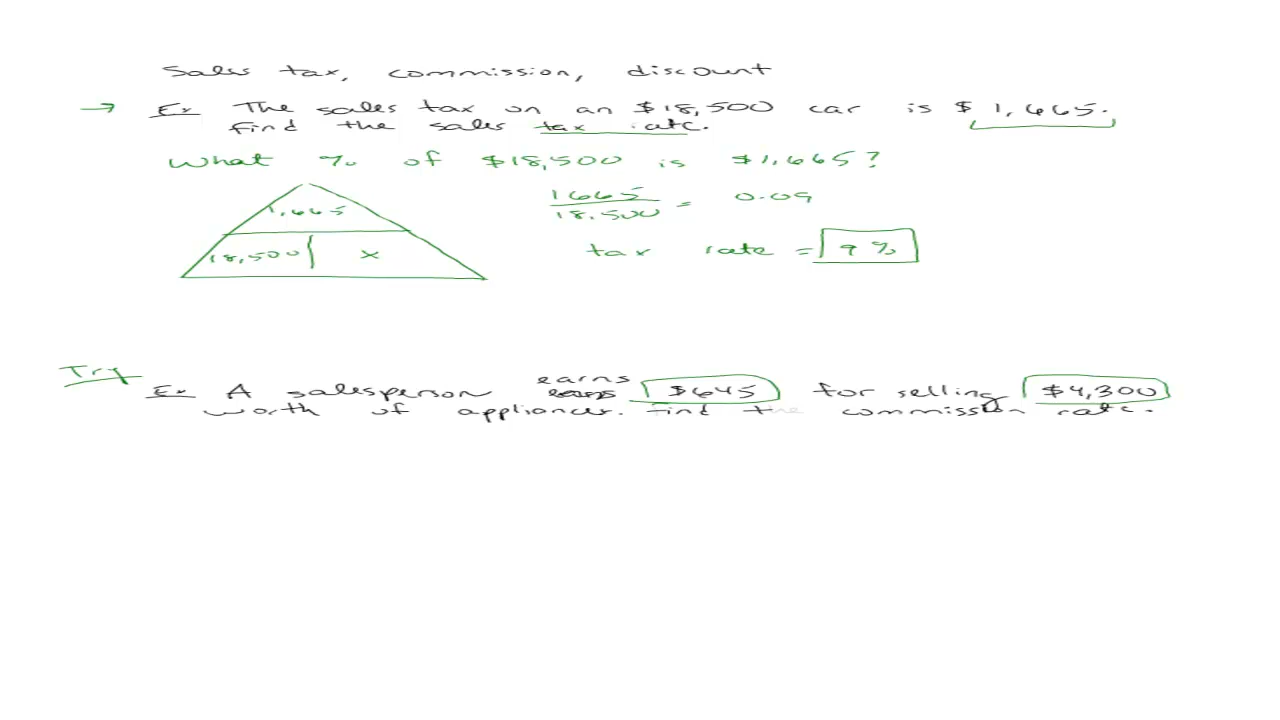 Sales tax, commission, discount
→ Ex The sales tax on an $18,500 car is $1,665.
Find the sales tax rate.
What % of $18,500 is $1,665?
1,665
18,500 x
1665
18,500 = 0.09
tax rate = 9%
Try
Ex A salesperson earns $645 for selling $4,300
worth of appliances. Find the commission rate.